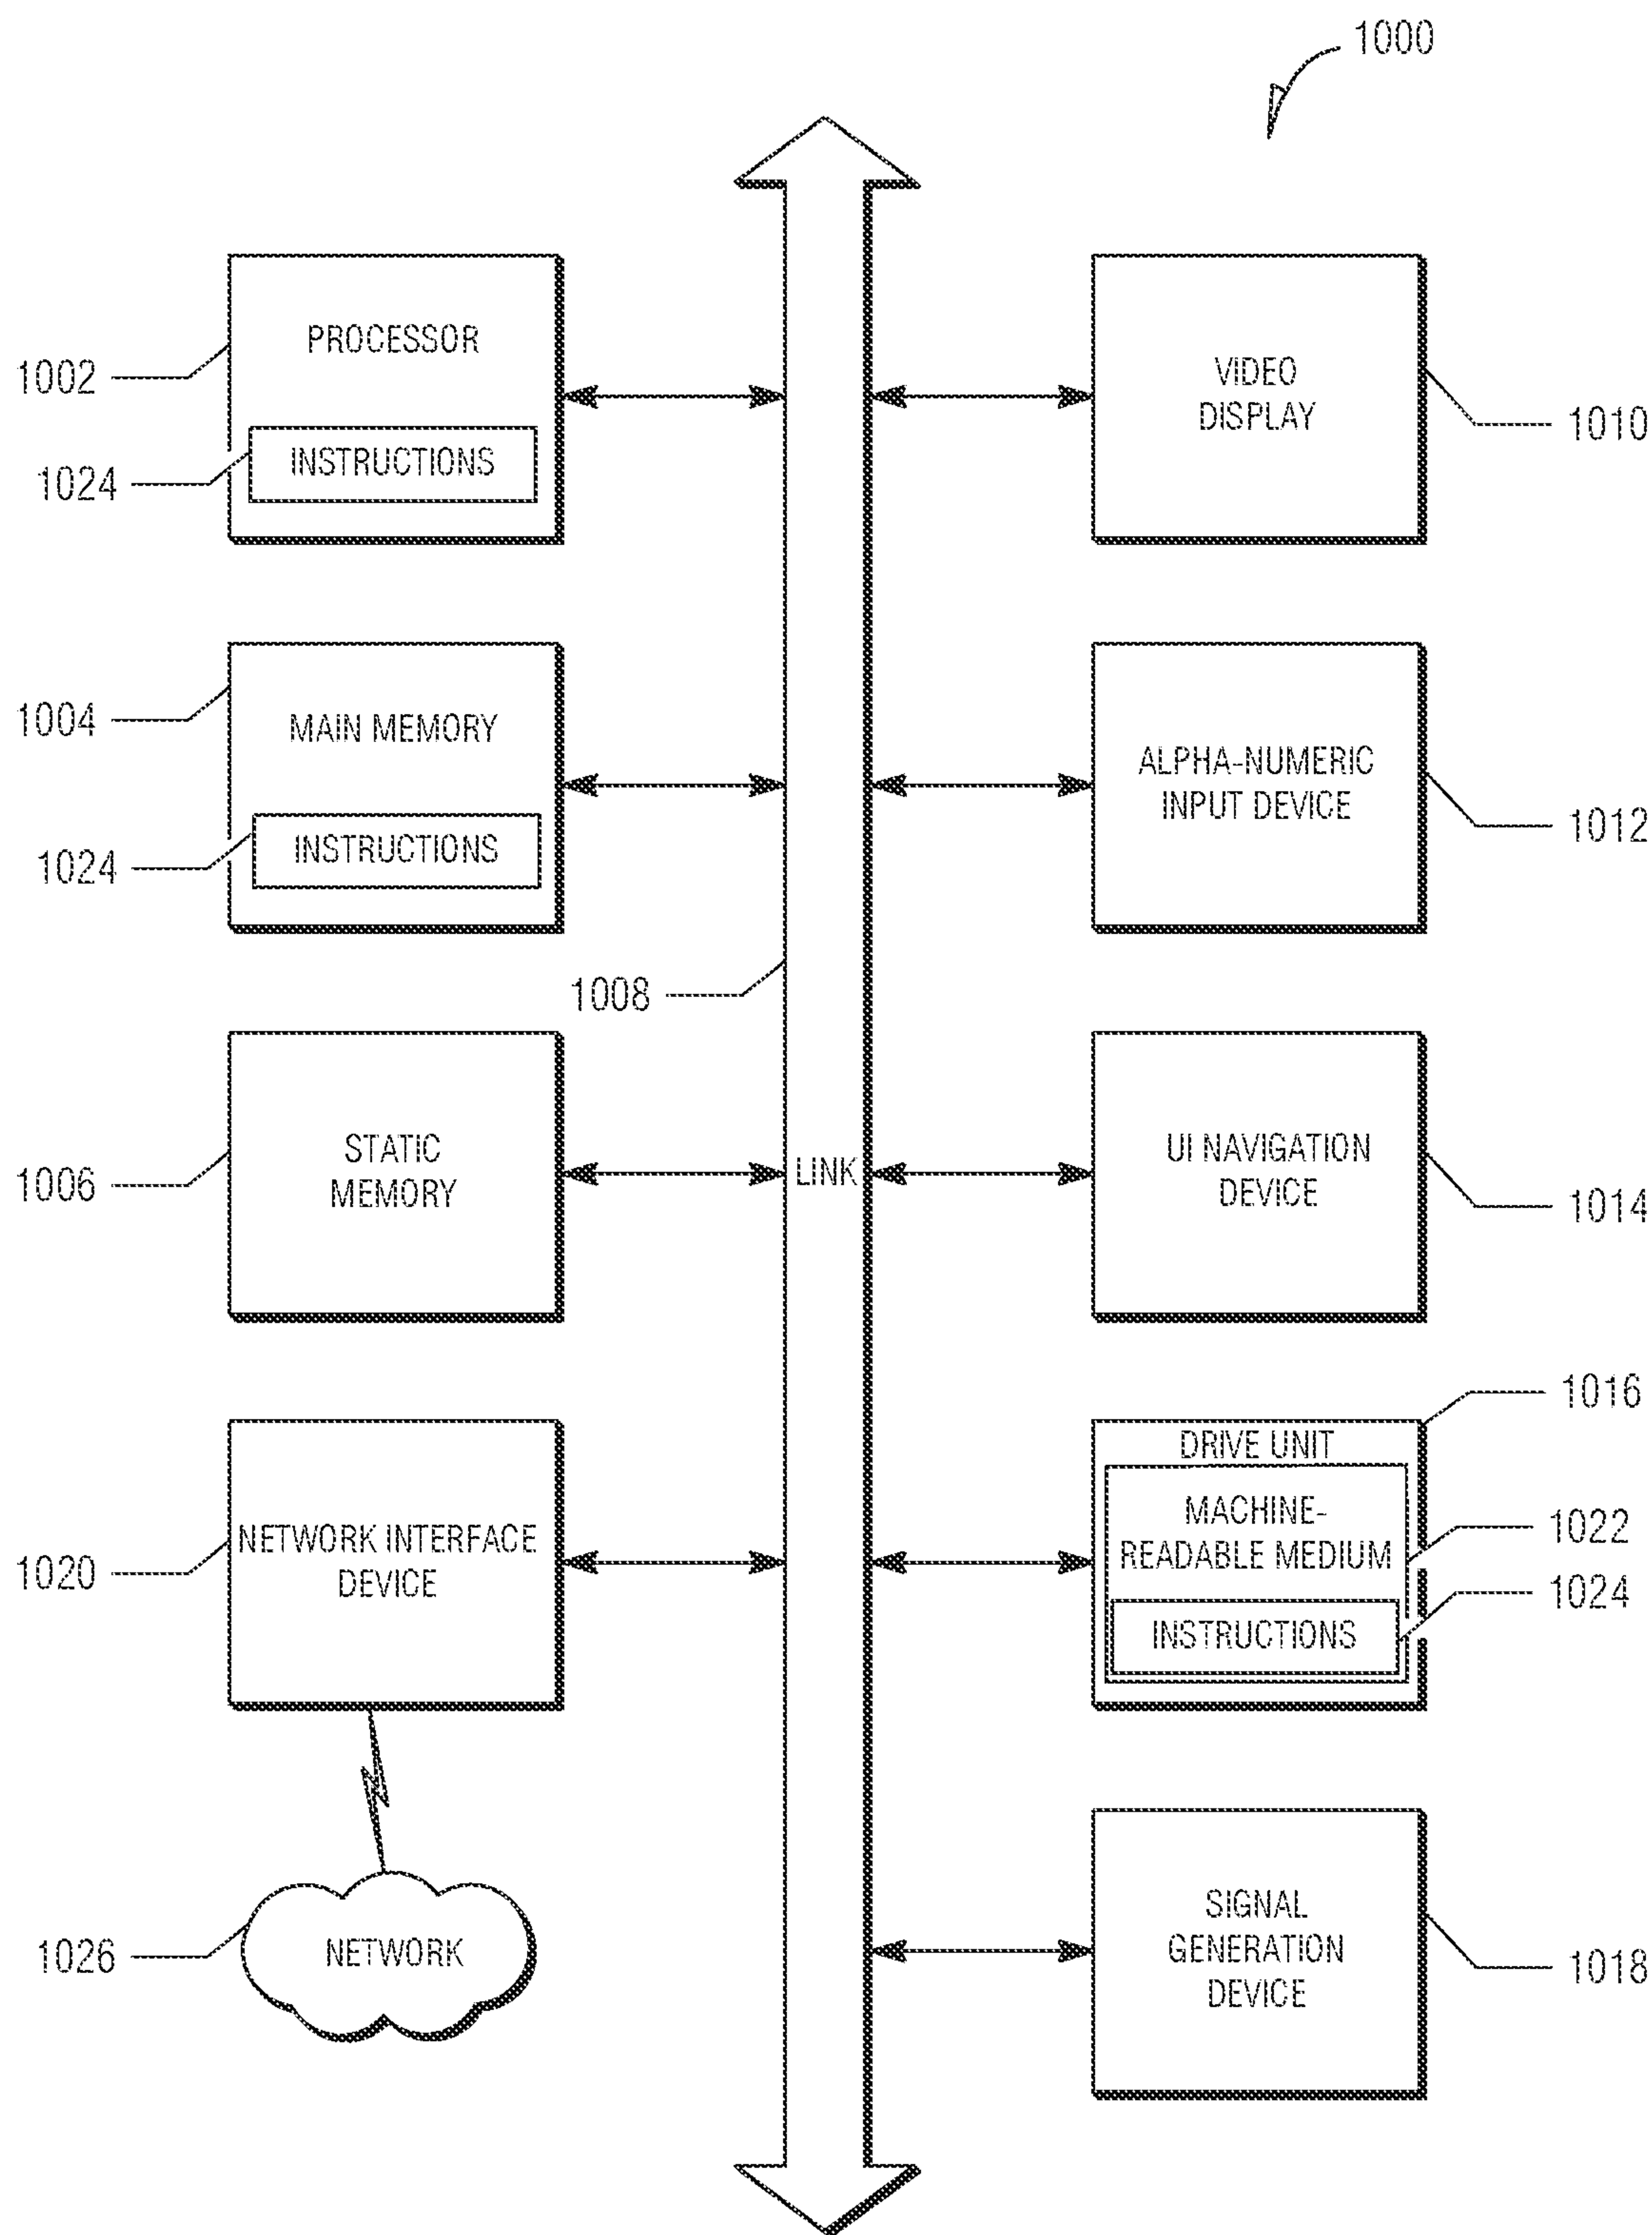 1000
PROCESSOR
1002
INSTRUCTIONS
1024
MAIN MEMORY
1004
INSTRUCTIONS
1024
1008
STATIC
MEMORY
1006
NETWORK INTERFACE
DEVICE
1020
NETWORK
1026
LINK
VIDEO
DISPLAY
1010
ALPHA-NUMERIC
INPUT DEVICE
1012
UI NAVIGATION
DEVICE
1014
1016
DRIVE UNIT
MACHINE-
READABLE MEDIUM
1022
1024
INSTRUCTIONS
SIGNAL
GENERATION
DEVICE
1018